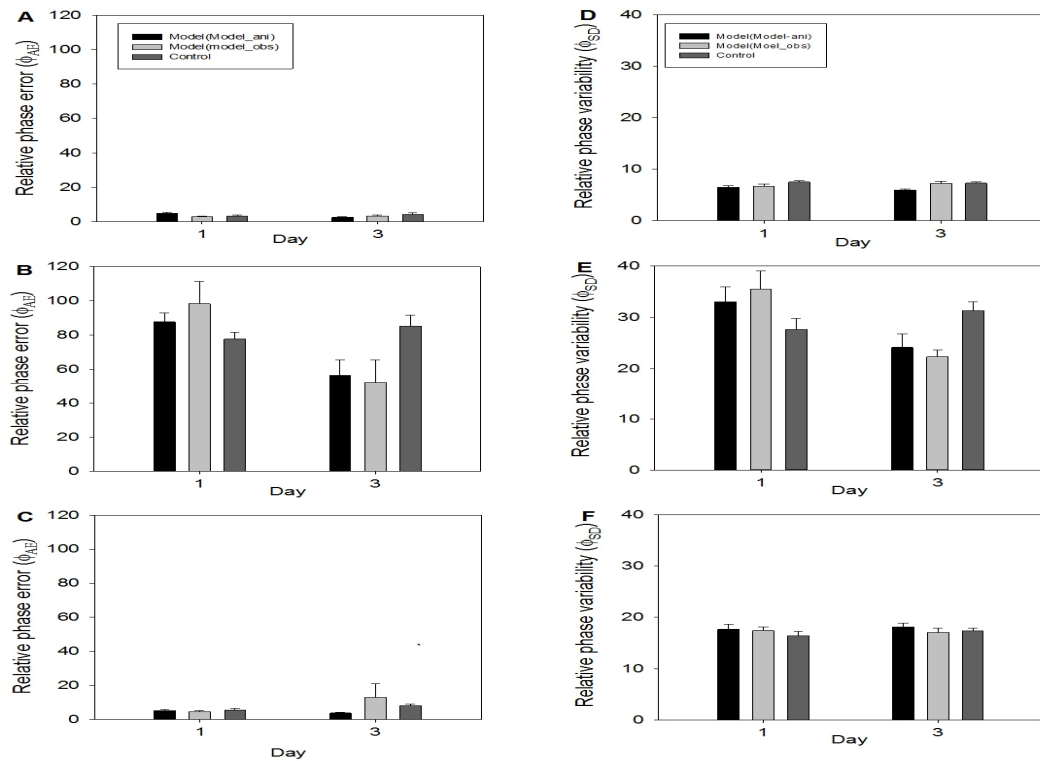 A
Relative phase error (ϕAE)
120
100
80
60
40
20
0
Model(Model_ani)
Model(model_obs)
Control
1
3
Day
D
Relative phase variability (ϕSD)
40
30
20
10
0
Model(Model-ani)
Model(Moel_obs)
Control
1
3
Day
B
Relative phase error (ϕAE)
120
100
80
60
40
20
0
1
3
Day
E
Relative phase variability (ϕSD)
40
30
20
10
0
1
3
Day
C
Relative phase error (ϕAE)
120
100
80
60
40
20
0
1
3
Day
F
Relative phase variability (ϕSD)
40
30
20
10
0
1
3
Day